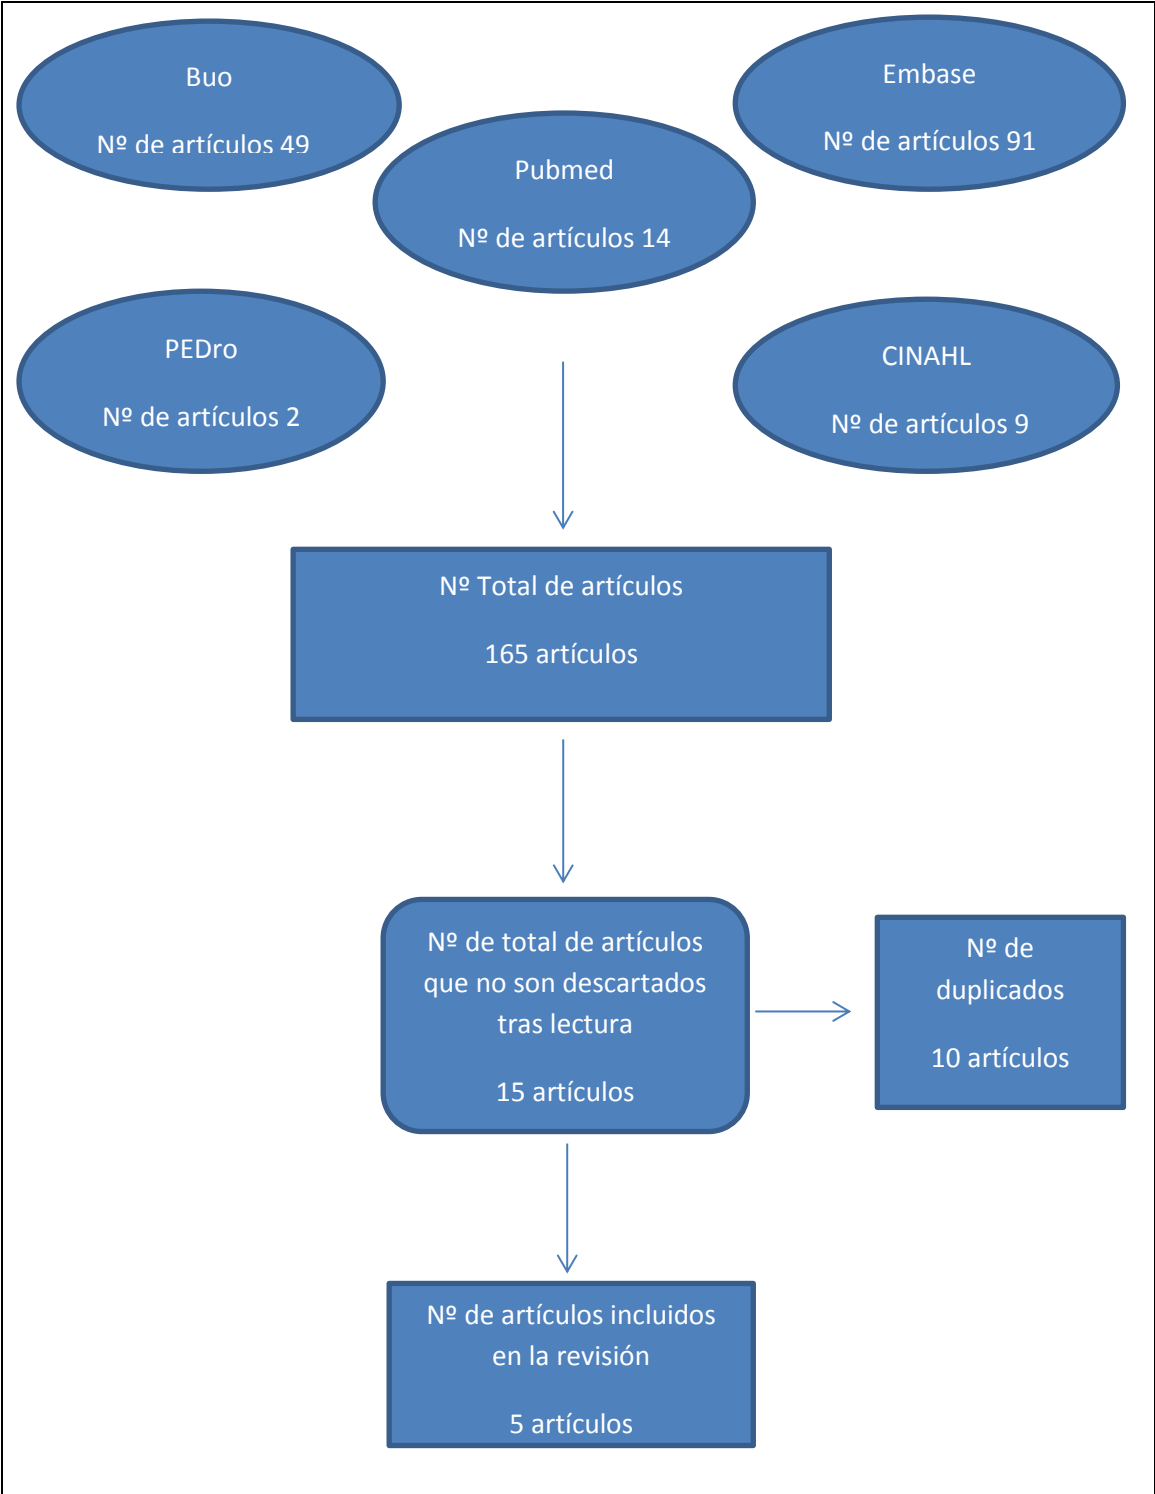 Buo
Nº de artículos 49
Embase
Nº de artículos 91
Pubmed
Nº de artículos 14
PEDro
Nº de artículos 2
CINAHL
Nº de artículos 9
Nº Total de artículos
165 artículos
Nº de total de artículos
que no son descartados
tras lectura
15 artículos
Nº de
duplicados
10 artículos
Nº de artículos incluidos
en la revisión
5 artículos